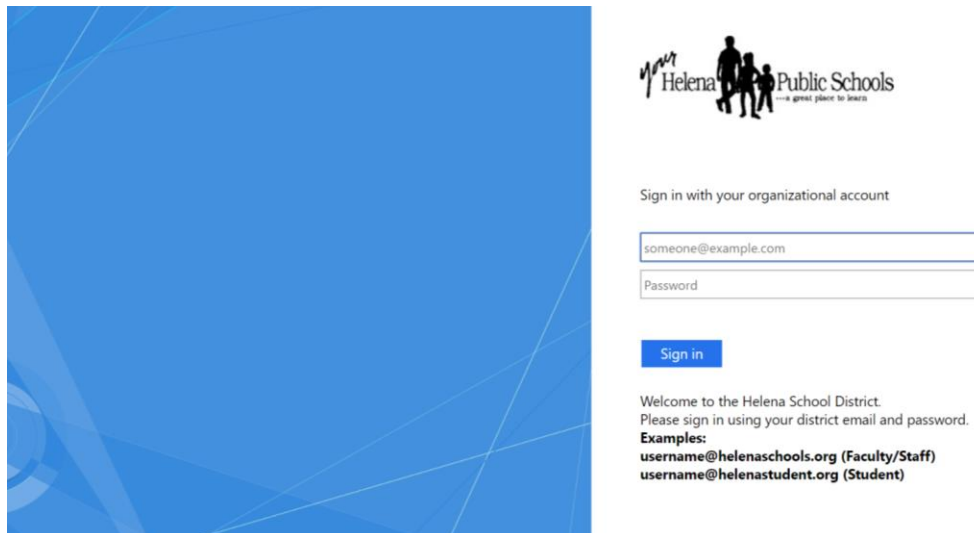 your
Helena Public Schools
---a great place to learn
Sign in with your organizational account
someone@example.com
Password
Sign in
Welcome to the Helena School District.
Please sign in using your district email and password.
Examples:
username@helenaschools.org (Faculty/Staff)
username@helenastudent.org (Student)